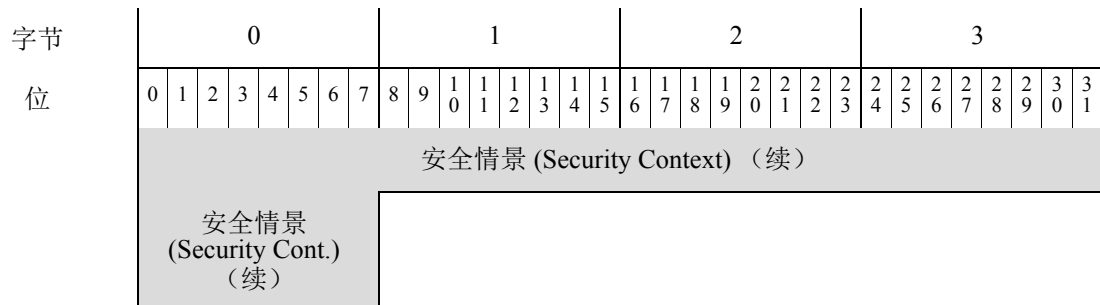 字节 0 1 2 3
位 0 1 2 3 4 5 6 7 8 9 10 11 12 13 14 15 16 17 18 19 20 21 22 23 24 25 26 27 28 29 30 31
安全情景 (Security Context) （续）
安全情景
(Security Cont.)
（续）